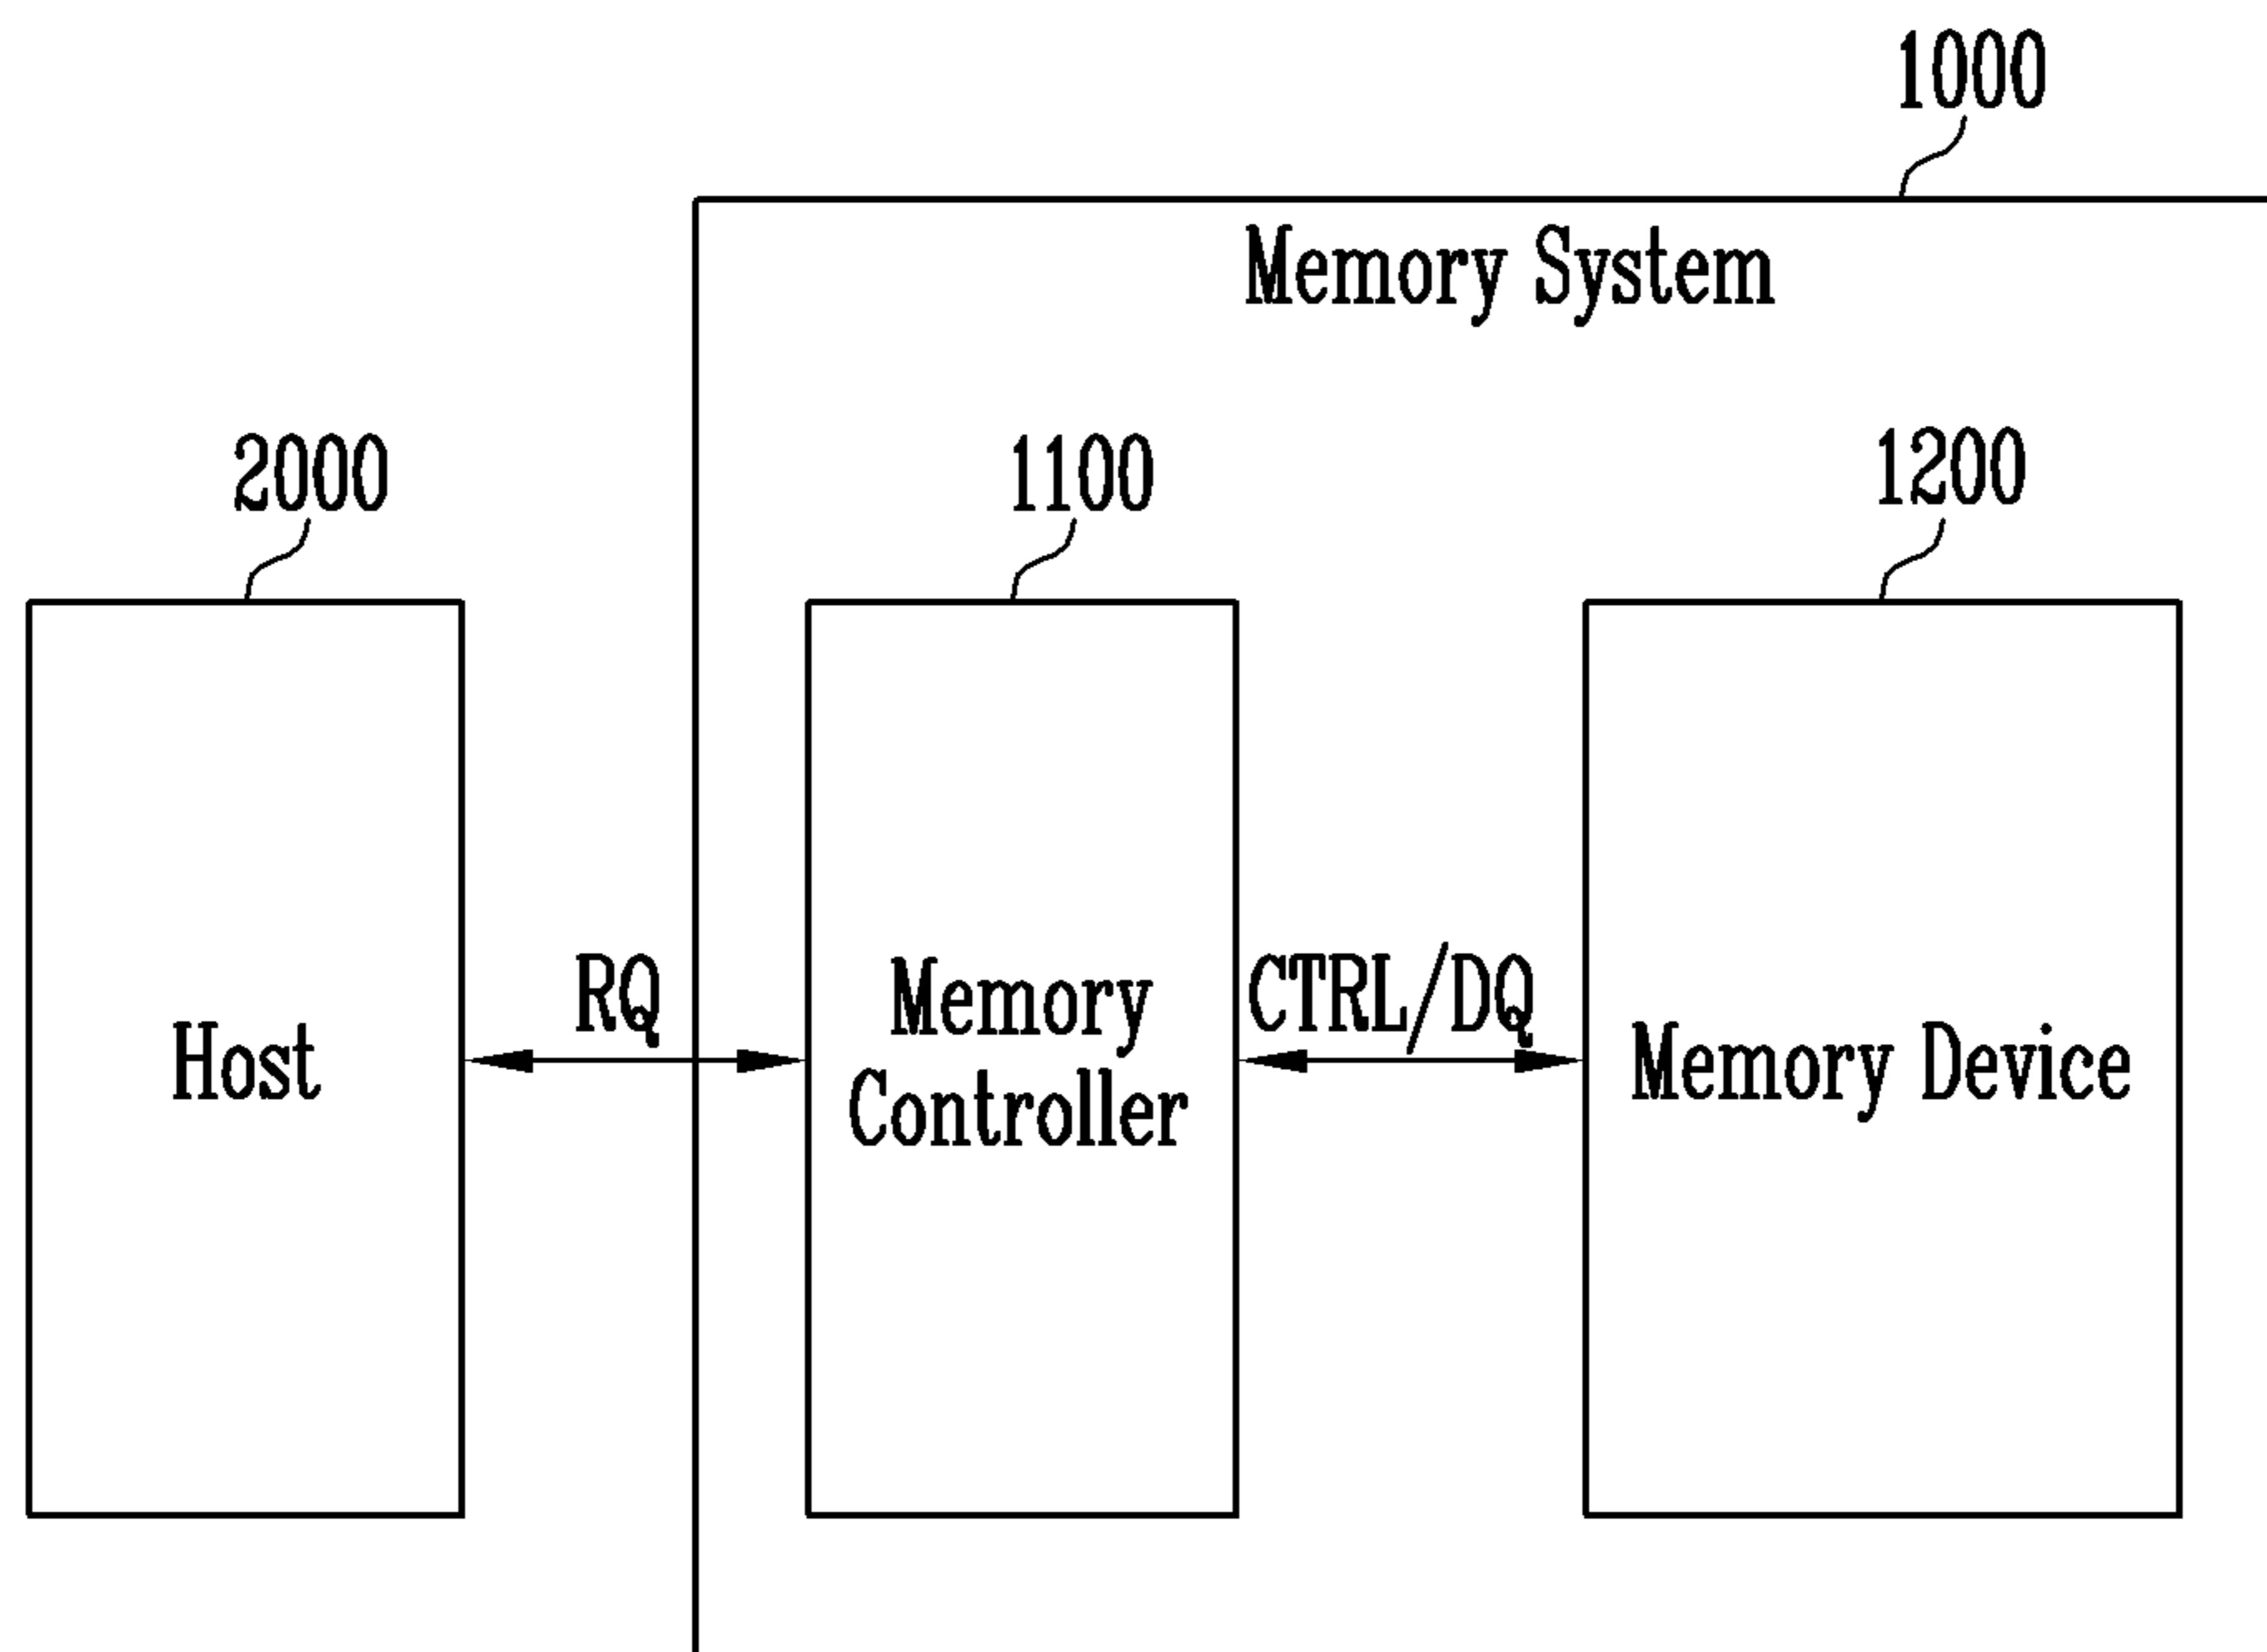 1000
Memory System
2000
1100
1200
Host
RQ
Memory
Controller
CTRL/DQ
Memory Device